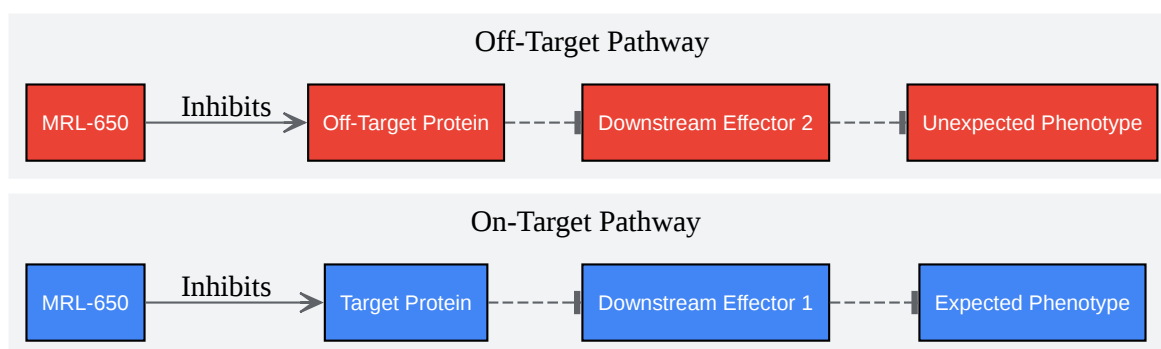 Off-Target Pathway
MRL-650
Inhibits
Off-Target Protein
Downstream Effector 2
Unexpected Phenotype
On-Target Pathway
MRL-650
Inhibits
Target Protein
Downstream Effector 1
Expected Phenotype